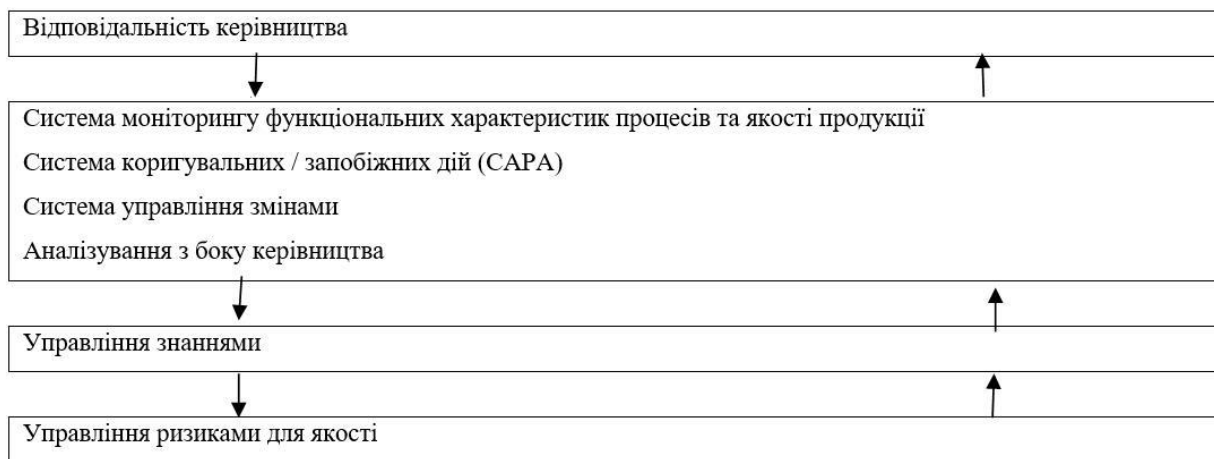 Відповідальність керівництва
Система моніторингу функціональних характеристик процесів та якості продукції
Система коригувальних / запобіжних дій (САРА)
Система управління змінами
Аналізування з боку керівництва
Управління знаннями
Управління ризиками для якості